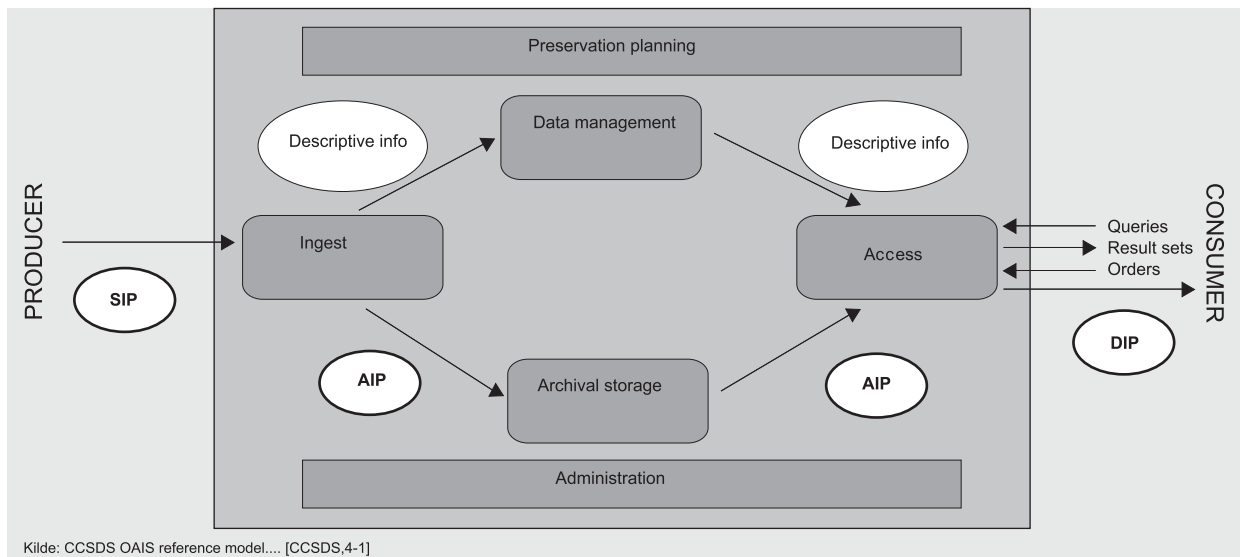 Preservation planning
Descriptive info
Data management
Descriptive info
PRODUCER
Ingest
Access
Queries
Result sets
Orders
CONSUMER
SIP
DIP
AIP
Archival storage
AIP
Administration
Kilde: CCSDS OAIS reference model.... [CCSDS,4-1]